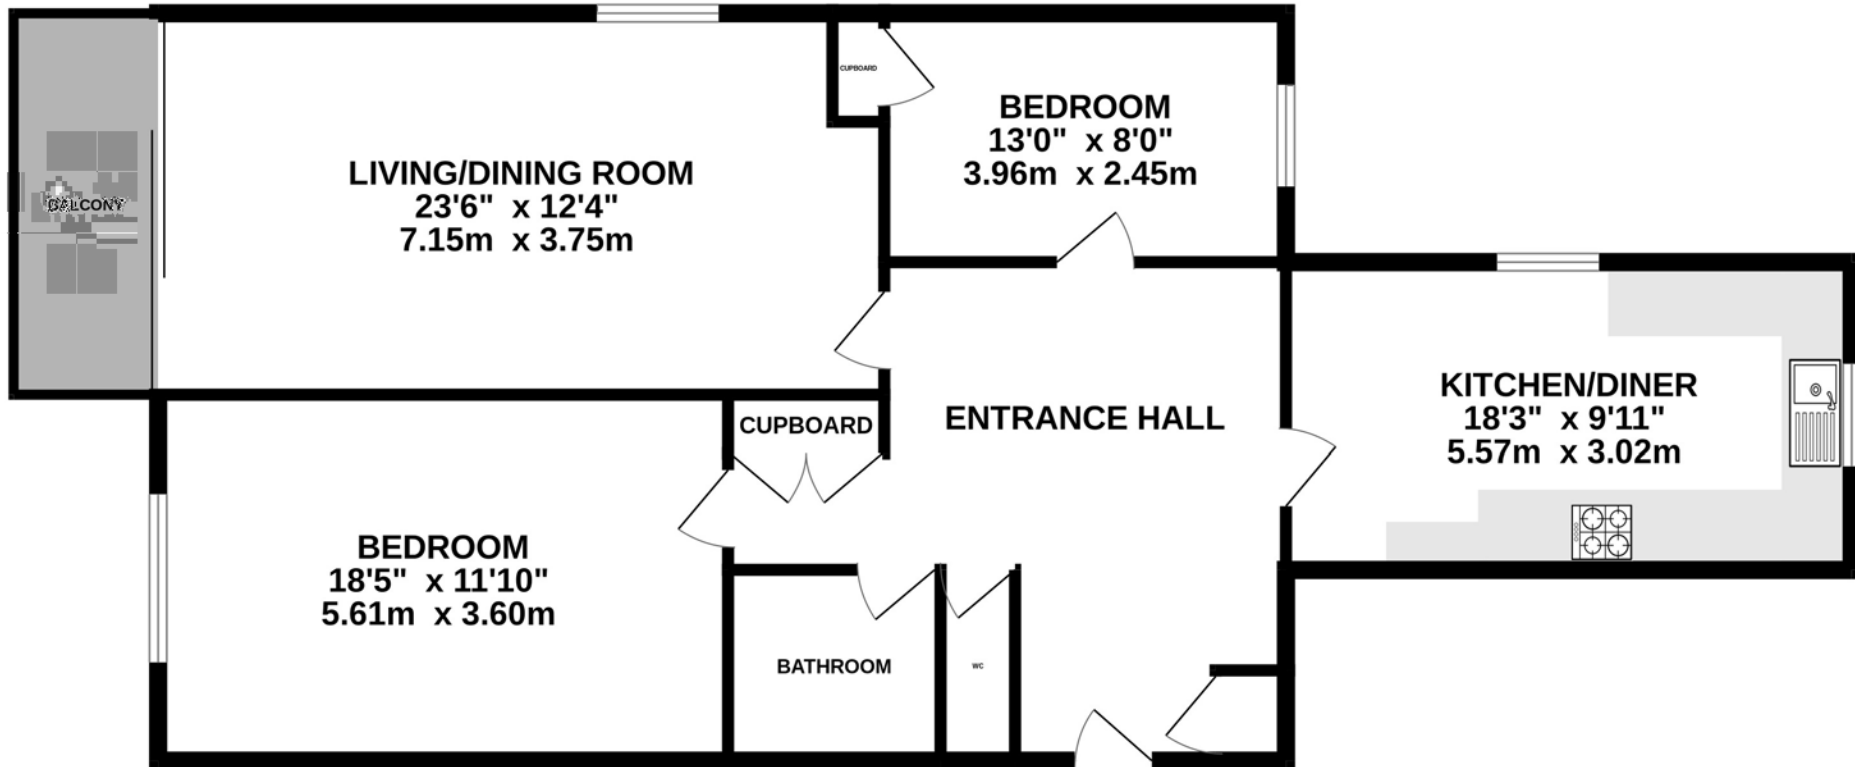 CUPBOARD
BEDROOM
13'0" x 8'0"
3.96m x 2.45m
LIVING/DINING ROOM
23'6" x 12'4"
7.15m x 3.75m
BALCONY
KITCHEN/DINER
18'3" x 9'11"
5.57m x 3.02m
ENTRANCE HALL
CUPBOARD
BEDROOM
18'5" x 11'10"
5.61m x 3.60m
BATHROOM
WC